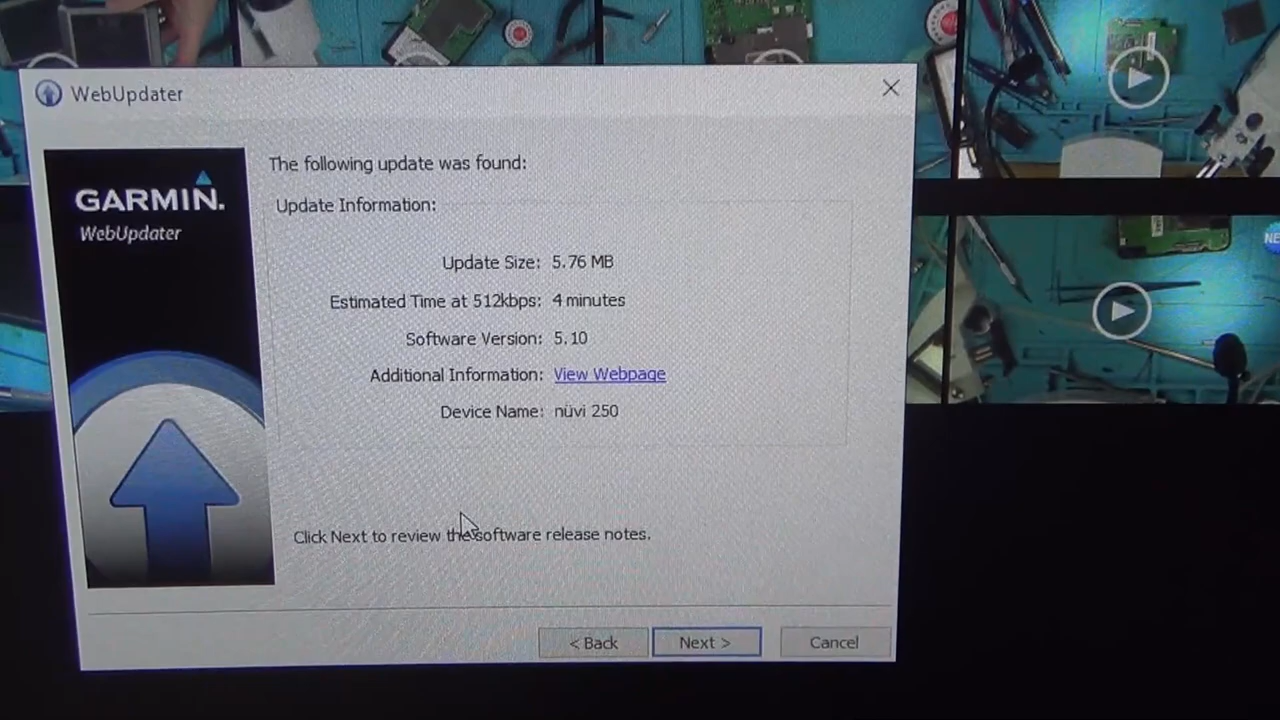 WebUpdater
GARMIN.
WebUpdater
The following update was found:
Update Information:
Update Size: 5.76 MB
Estimated Time at 512kbps: 4 minutes
Software Version: 5.10
Additional Information: View Webpage
Device Name: nüvi 250
Click Next to review the software release notes.
< Back
Next >
Cancel